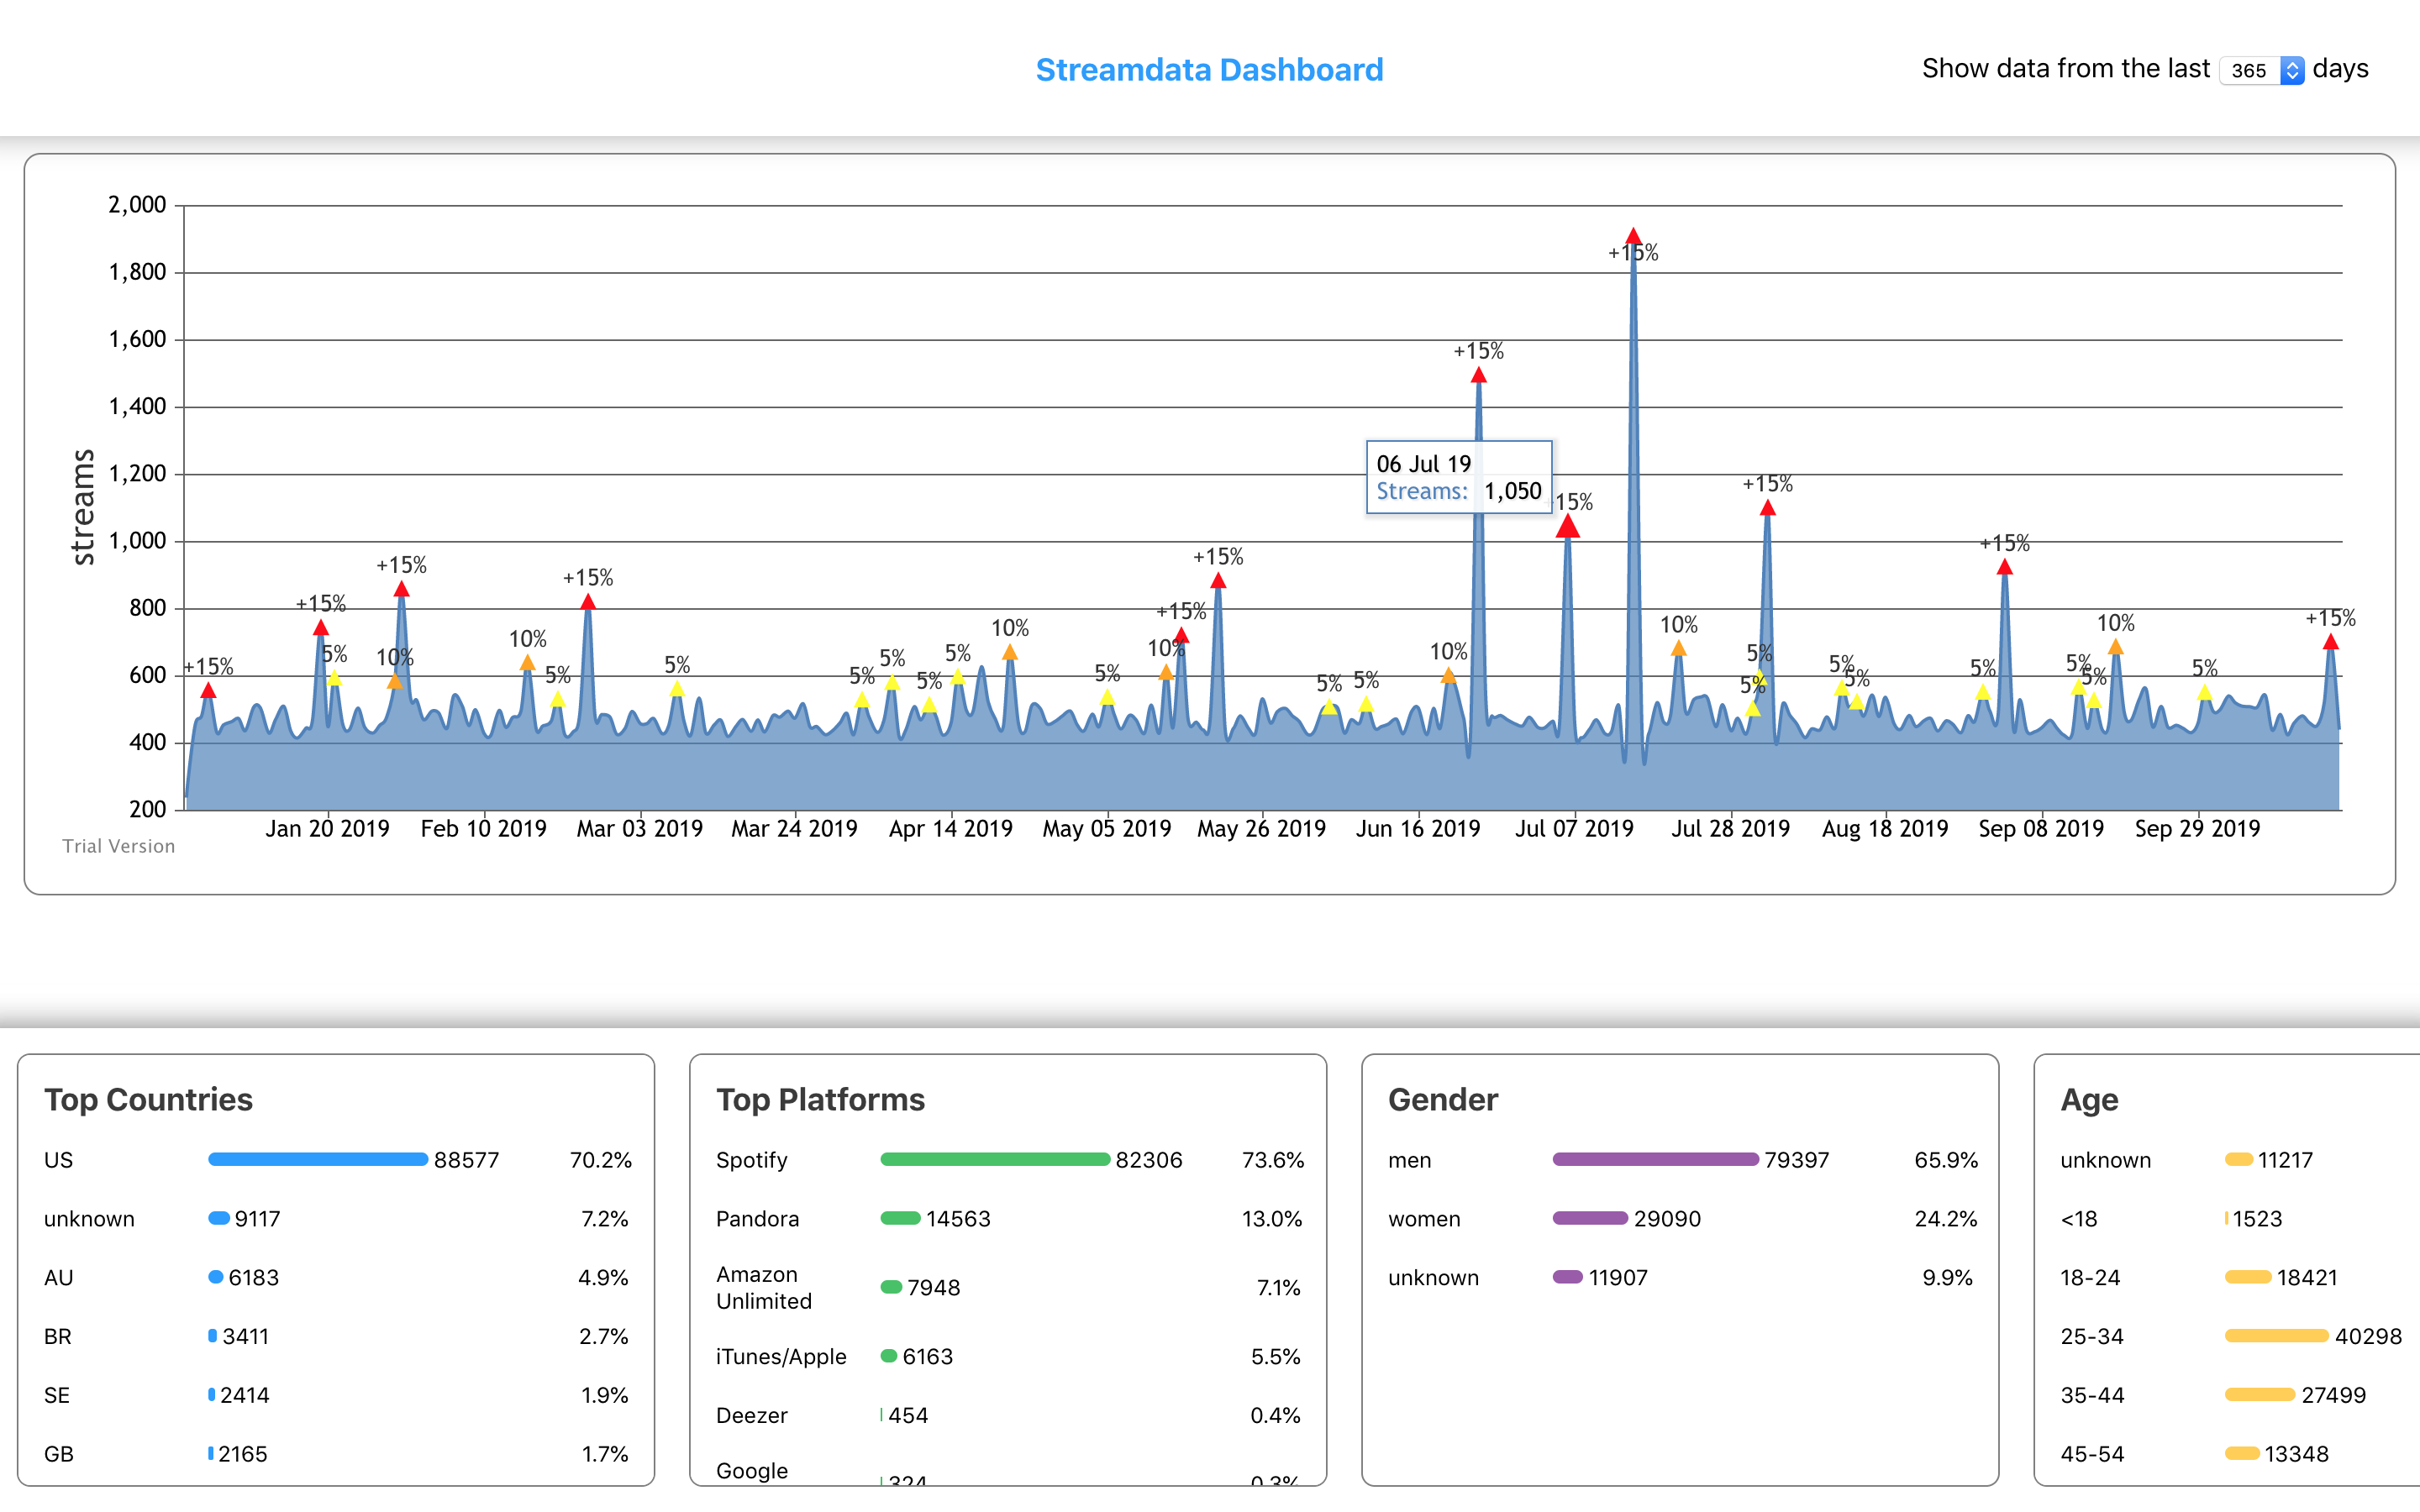 Streamdata Dashboard
Show data from the last 365 days
2,000
1,800
1,600
1,400
1,200
1,000
800
600
400
200
streams
+15%
+15%
5%
10%
+15%
10%
5%
+15%
5%
5%
5%
5%
5%
10%
5%
10%
+15%
+15%
5%
5%
10%
+15%
06 Jul 19
Streams: 1,050
15%
+15%
10%
5%
5%
+15%
5%
5%
5%
+15%
5%
5%
10%
5%
+15%
Jan 20 2019
Feb 10 2019
Mar 03 2019
Mar 24 2019
Apr 14 2019
May 05 2019
May 26 2019
Jun 16 2019
Jul 07 2019
Jul 28 2019
Aug 18 2019
Sep 08 2019
Sep 29 2019
Trial Version
Top Countries
US 88577 70.2%
unknown 9117 7.2%
AU 6183 4.9%
BR 3411 2.7%
SE 2414 1.9%
GB 2165 1.7%
Top Platforms
Spotify 82306 73.6%
Pandora 14563 13.0%
Amazon
Unlimited 7948 7.1%
iTunes/Apple 6163 5.5%
Deezer 454 0.4%
Google
324 0.3%
Gender
men 79397 65.9%
women 29090 24.2%
unknown 11907 9.9%
Age
unknown 11217
<18 1523
18-24 18421
25-34 40298
35-44 27499
45-54 13348